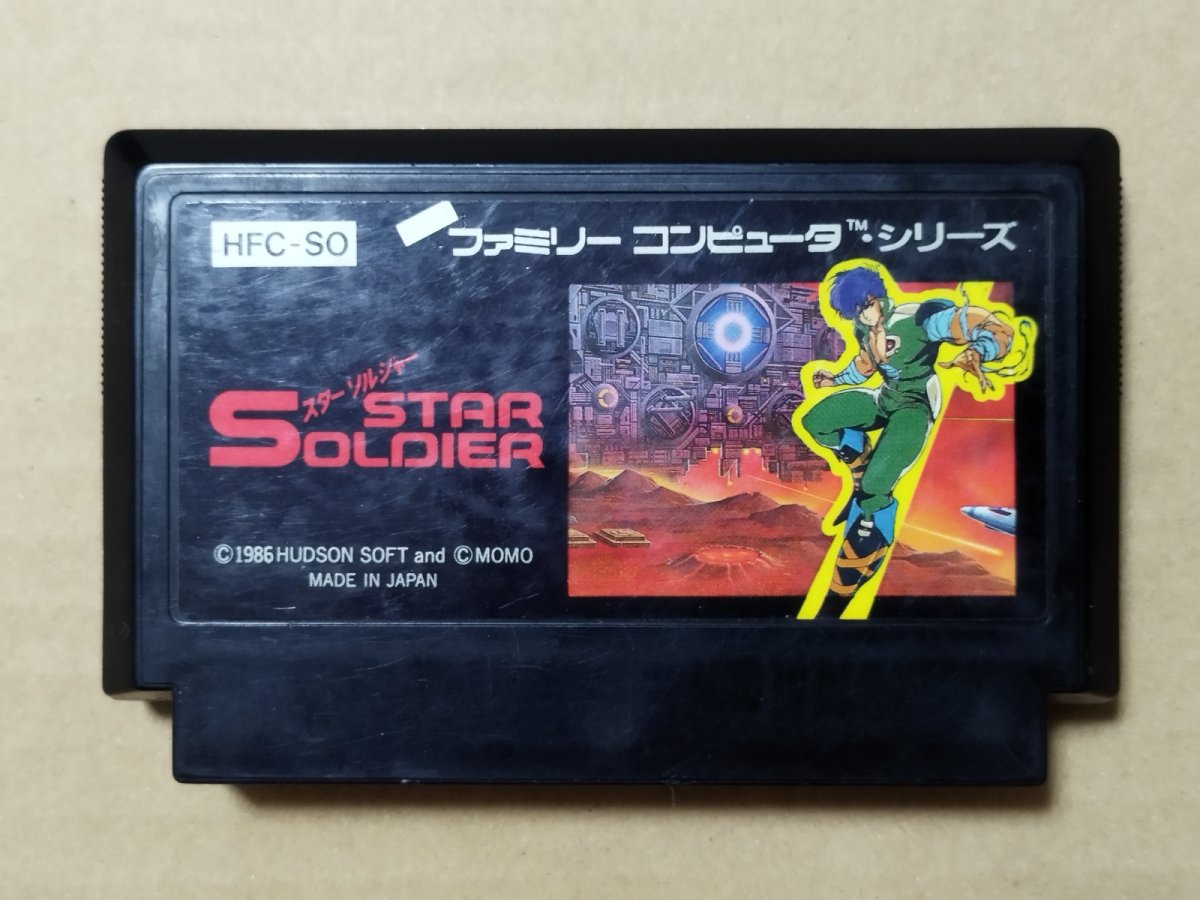 HFC-SO
ファミリー コンピュータ™・シリーズ
スター ソルジャー
STAR
SOLDIER
©1986 HUDSON SOFT and ©MOMO
MADE IN JAPAN